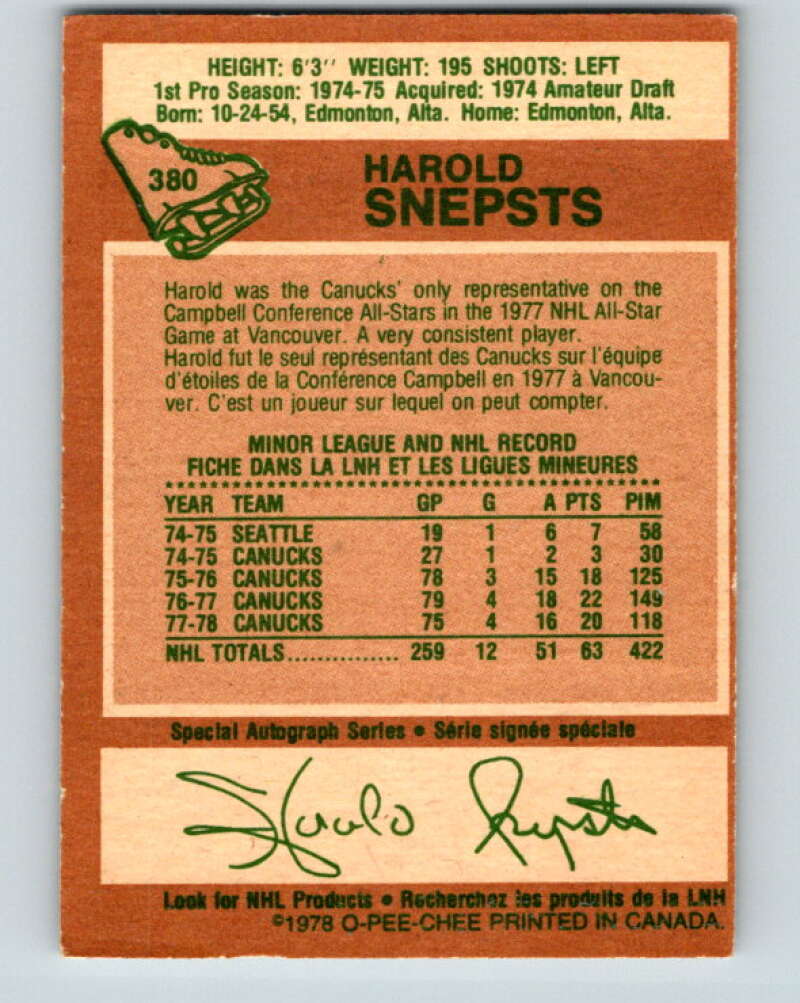 HEIGHT: 6'3'' WEIGHT: 195 SHOOTS: LEFT
1st Pro Season: 1974-75 Acquired: 1974 Amateur Draft
Born: 10-24-54, Edmonton, Alta. Home: Edmonton, Alta.
380
HAROLD
SNEPSTS
Harold was the Canucks' only representative on the
Campbell Conference All-Stars in the 1977 NHL All-Star
Game at Vancouver. A very consistent player.
Harold fut le seul représentant des Canucks sur l'équipe
d'étoiles de la Conférence Campbell en 1977 à Vancou-
ver. C'est un joueur sur lequel on peut compter.
MINOR LEAGUE AND NHL RECORD
FICHE DANS LA LNH ET LES LIGUES MINEURES
YEAR TEAM GP G A PTS PIM
74-75 SEATTLE 19 1 6 7 58
74-75 CANUCKS 27 1 2 3 30
75-76 CANUCKS 78 3 15 18 125
76-77 CANUCKS 79 4 18 22 149
77-78 CANUCKS 75 4 16 20 118
NHL TOTALS............... 259 12 51 63 422
Special Autograph Series • Série signée spéciale
Harold Snepsts
Look for NHL Products • Recherchez les produits de la LNH
©1978 O-PEE-CHEE PRINTED IN CANADA.